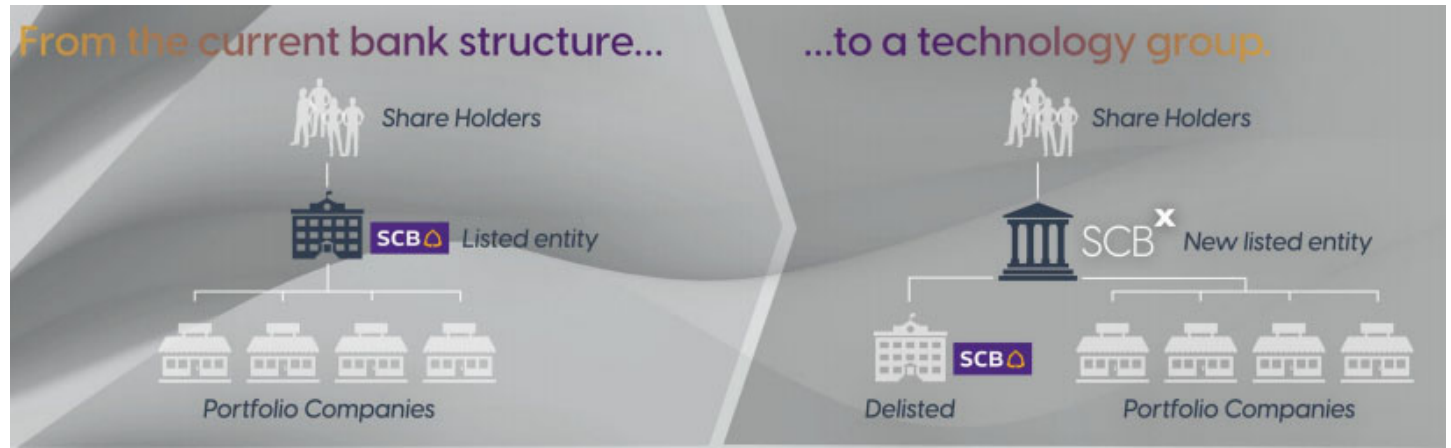 From the current bank structure...
Share Holders
SCB Listed entity
Portfolio Companies
...to a technology group.
Share Holders
SCBX New listed entity
SCB
Delisted
Portfolio Companies